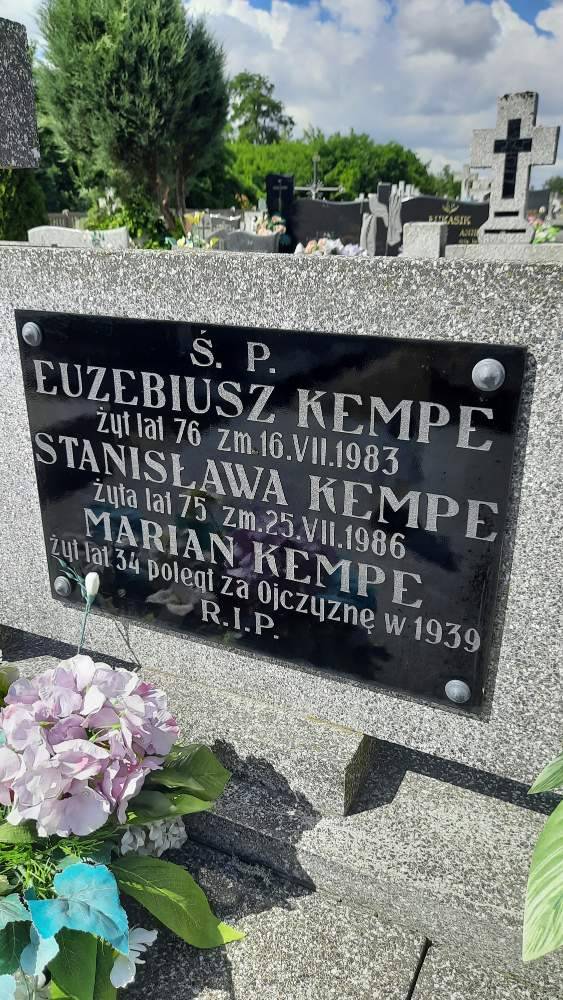 ŁUKASIK
Ś. P.
EUZEBIUSZ KEMPE
żył lat 76 zm.16.VII.1983
STANISŁAWA KEMPE
żyła lat 75 zm.25.VII.1986
MARIAN KEMPE
żył lat 34 poległ za Ojczyznę w 1939
R.I.P.